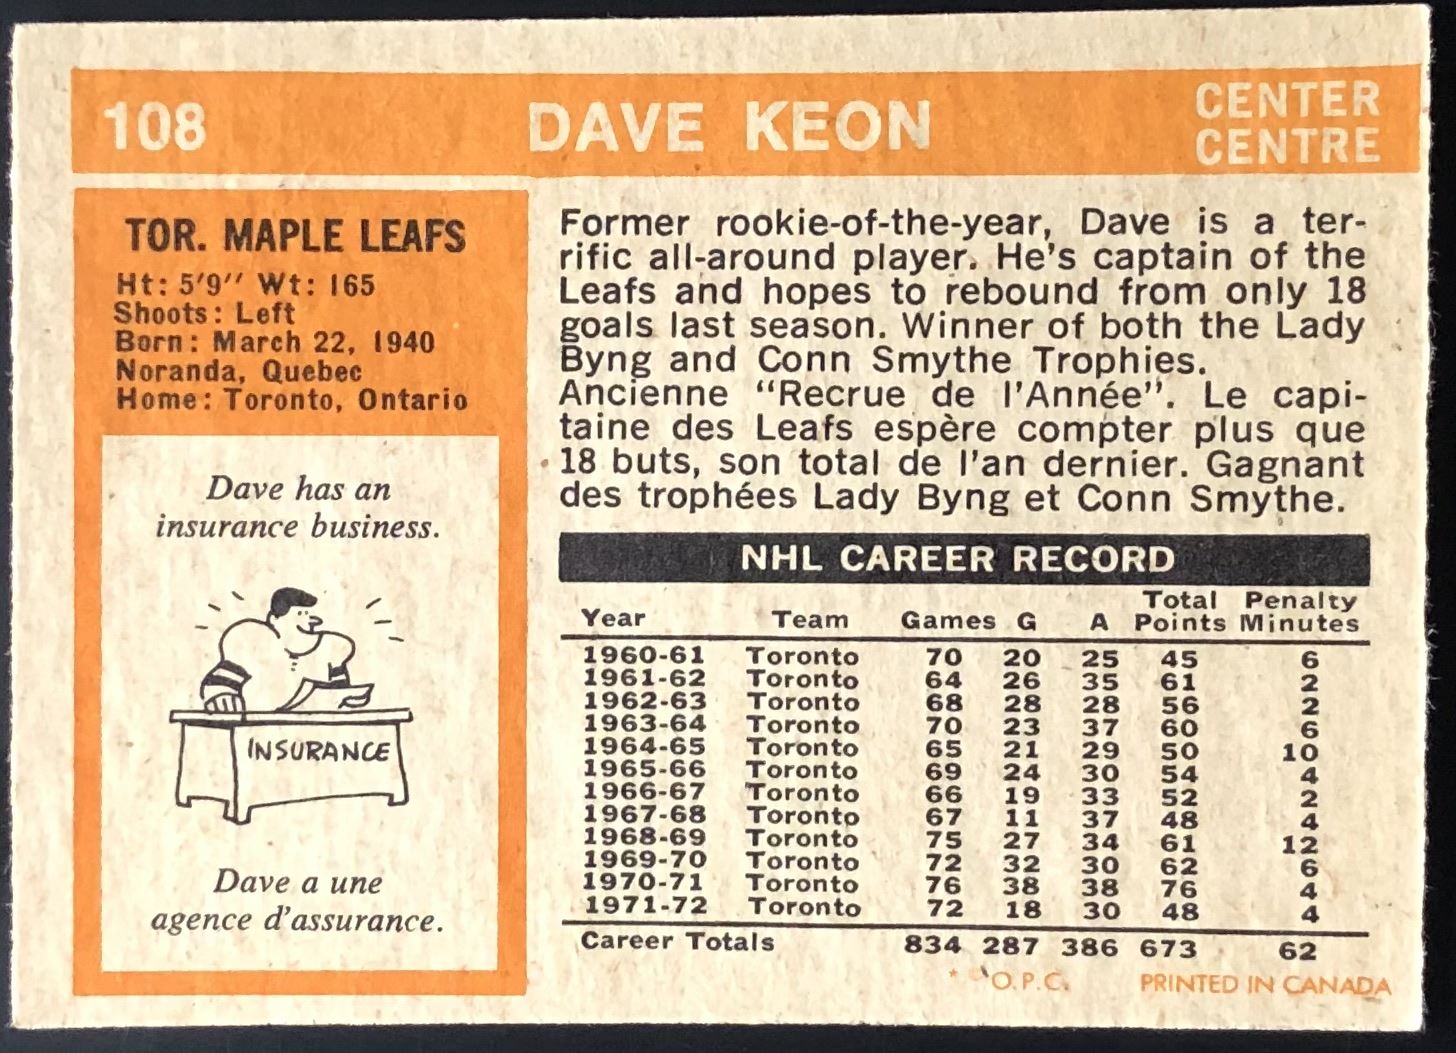 108 DAVE KEON CENTER
CENTRE
TOR. MAPLE LEAFS
Ht: 5'9″ Wt: 165
Shoots: Left
Born: March 22, 1940
Noranda, Quebec
Home: Toronto, Ontario
Dave has an
insurance business.
INSURANCE
Dave a une
agence d'assurance.
Former rookie-of-the-year, Dave is a ter-
rific all-around player. He's captain of the
Leafs and hopes to rebound from only 18
goals last season. Winner of both the Lady
Byng and Conn Smythe Trophies.
Ancienne "Recrue de l'Année". Le capi-
taine des Leafs espère compter plus que
18 buts, son total de l'an dernier. Gagnant
des trophées Lady Byng et Conn Smythe.
NHL CAREER RECORD
Year Team Games G A Total Points Penalty Minutes
1960-61 Toronto 70 20 25 45 6
1961-62 Toronto 64 26 35 61 2
1962-63 Toronto 68 28 28 56 2
1963-64 Toronto 70 23 37 60 6
1964-65 Toronto 65 21 29 50 10
1965-66 Toronto 69 24 30 54 4
1966-67 Toronto 66 19 33 52 2
1967-68 Toronto 67 11 37 48 4
1968-69 Toronto 75 27 34 61 12
1969-70 Toronto 72 32 30 62 6
1970-71 Toronto 76 38 38 76 4
1971-72 Toronto 72 18 30 48 4
Career Totals 834 287 386 673 62
* © O.P.C. PRINTED IN CANADA